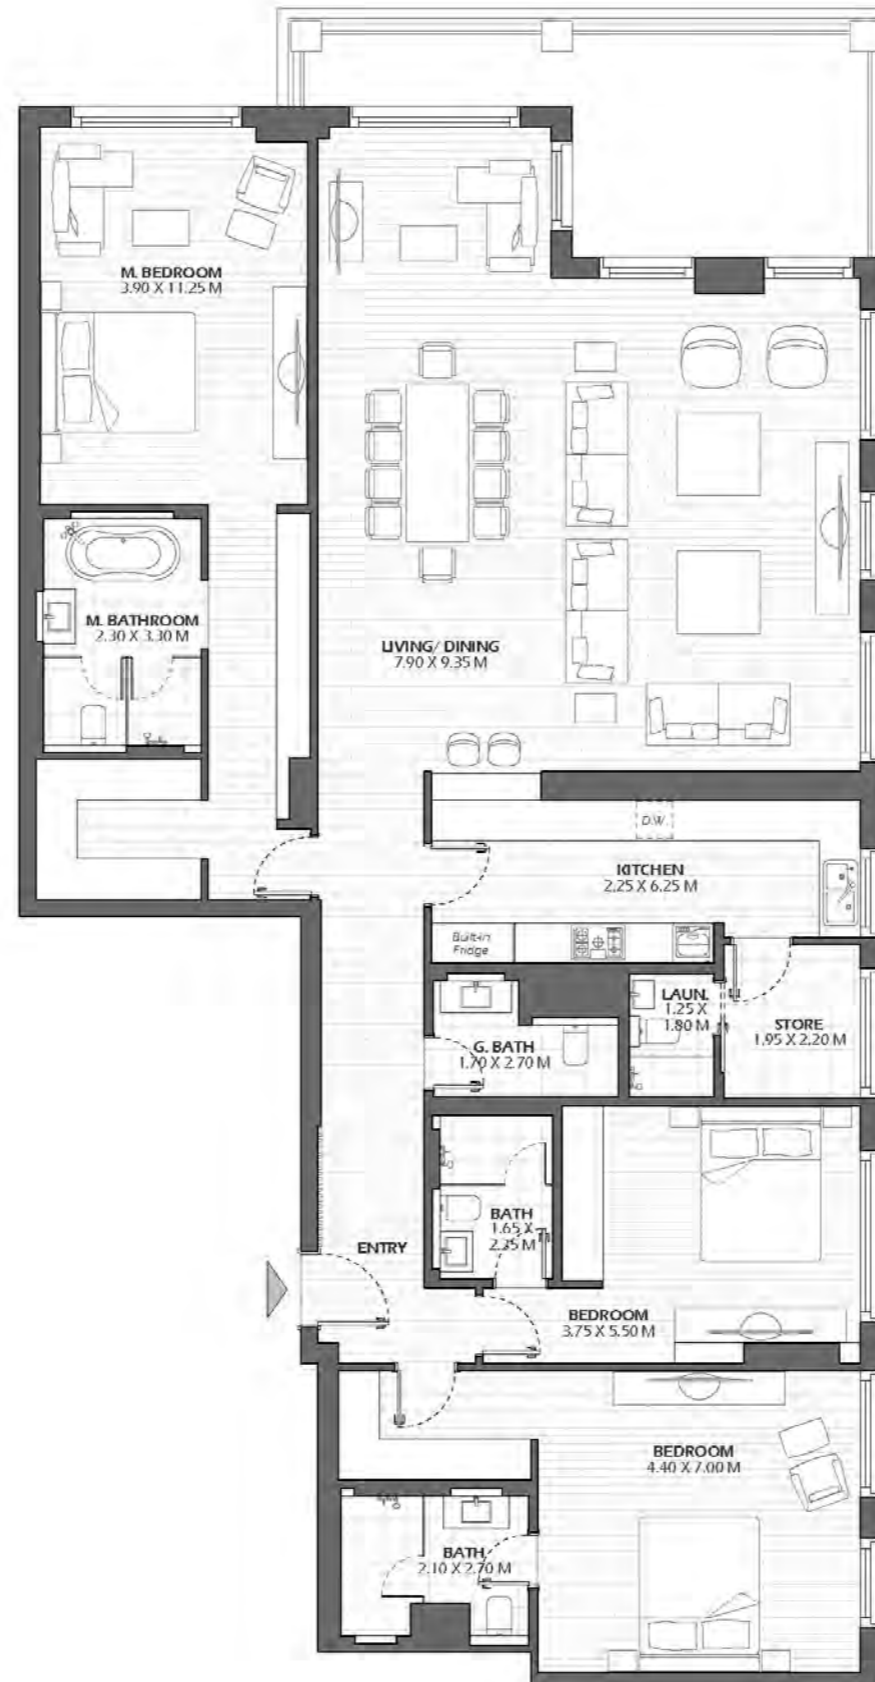 M. BEDROOM
3.90 X 11.25 M
M. BATHROOM
2.30 X 3.30 M
LIVING/ DINING
7.90 X 9.35 M
D.W.
KITCHEN
2.25 X 6.25 M
Built-in
Fridge
LAUN.
1.25 X
1.80 M
STORE
1.95 X 2.20 M
G. BATH
1.70 X 2.70 M
BATH
1.65 X
2.35 M
ENTRY
BEDROOM
3.75 X 5.50 M
BEDROOM
4.40 X 7.00 M
BATH
2.10 X 2.70 M